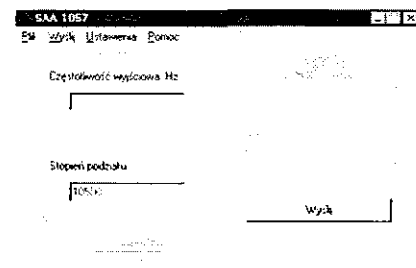 SAA 1057
Plik Wyślij Ustawienia Pomoc
Częstotliwość wyjściowa Hz
Stopień podziału
Wyślij